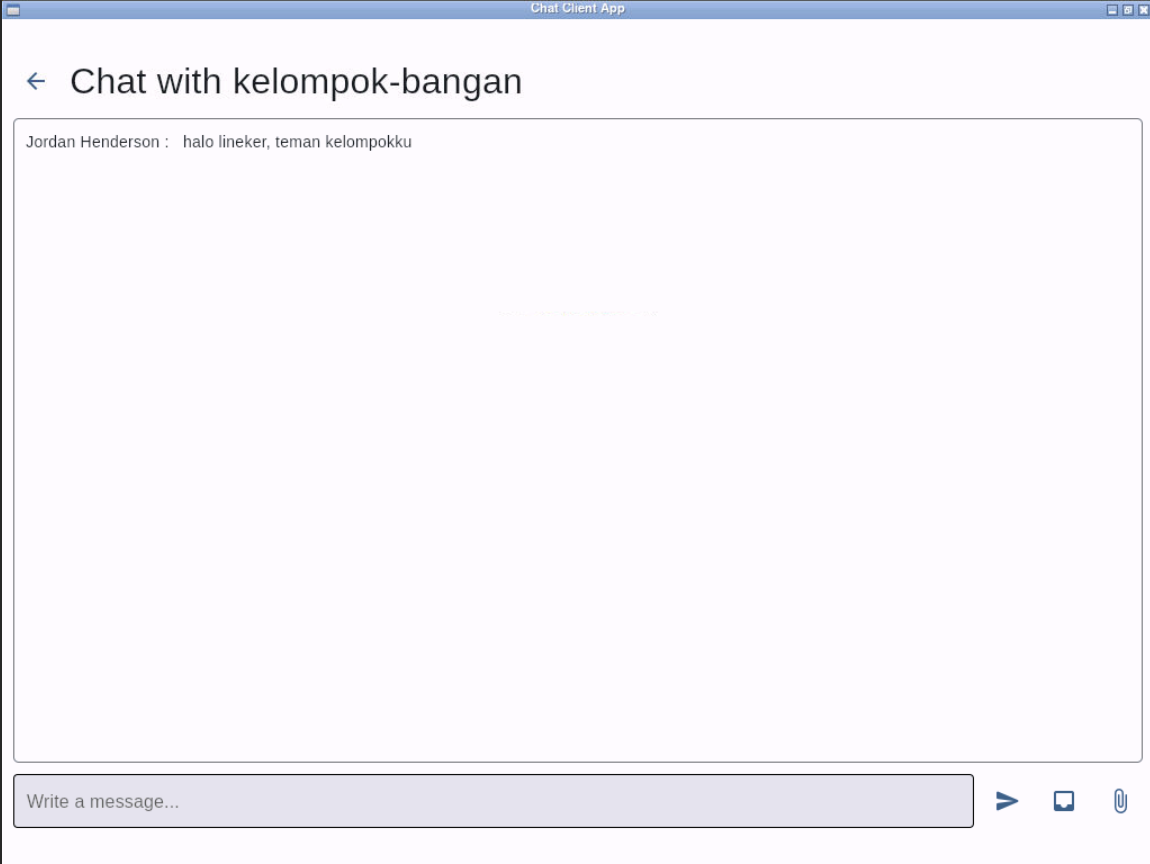 Chat Client App
Chat with kelompok-bangan
Jordan Henderson : halo lineker, teman kelompokku
Write a message...